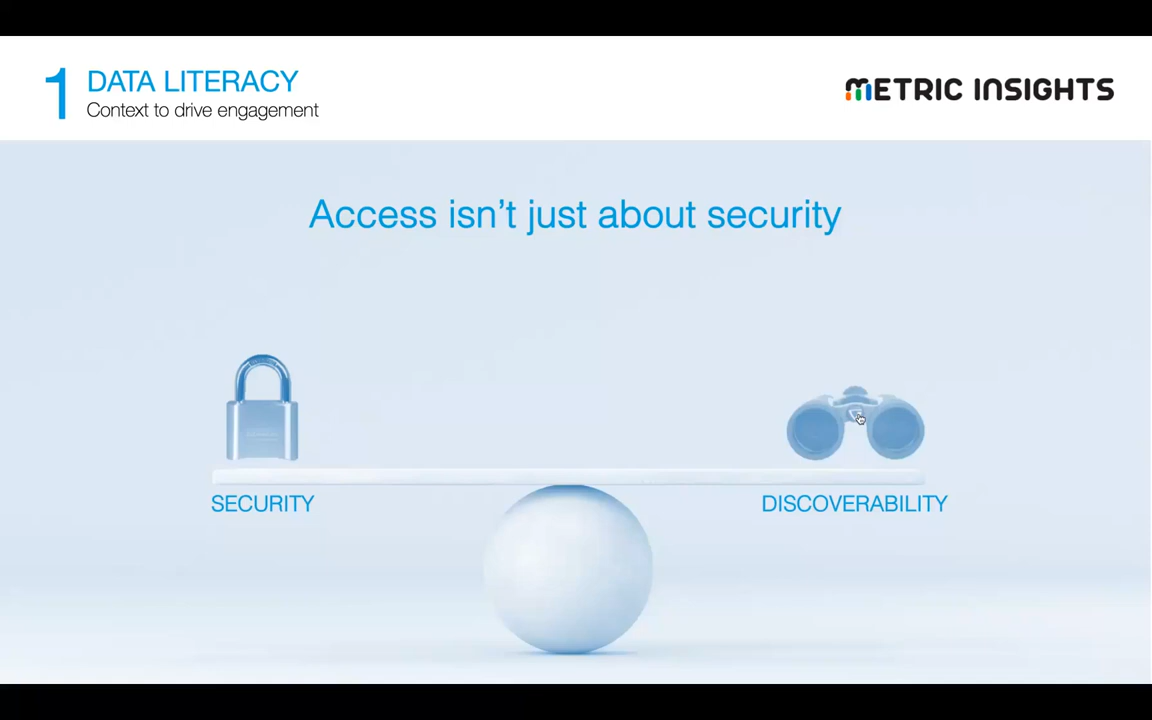 1
DATA LITERACY
Context to drive engagement
METRIC INSIGHTS
Access isn't just about security
SECURITY
DISCOVERABILITY